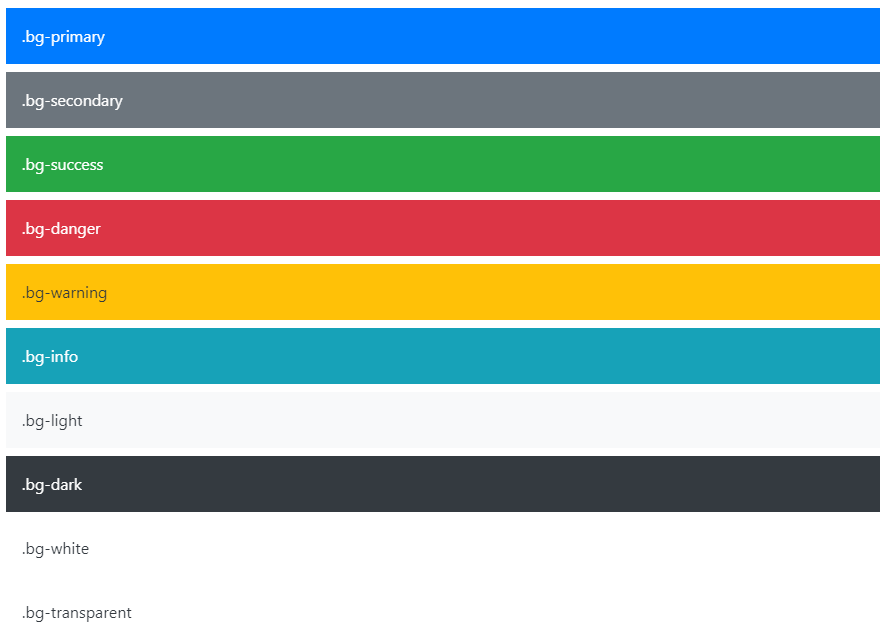 .bg-primary
.bg-secondary
.bg-success
.bg-danger
.bg-warning
.bg-info
.bg-light
.bg-dark
.bg-white
.bg-transparent